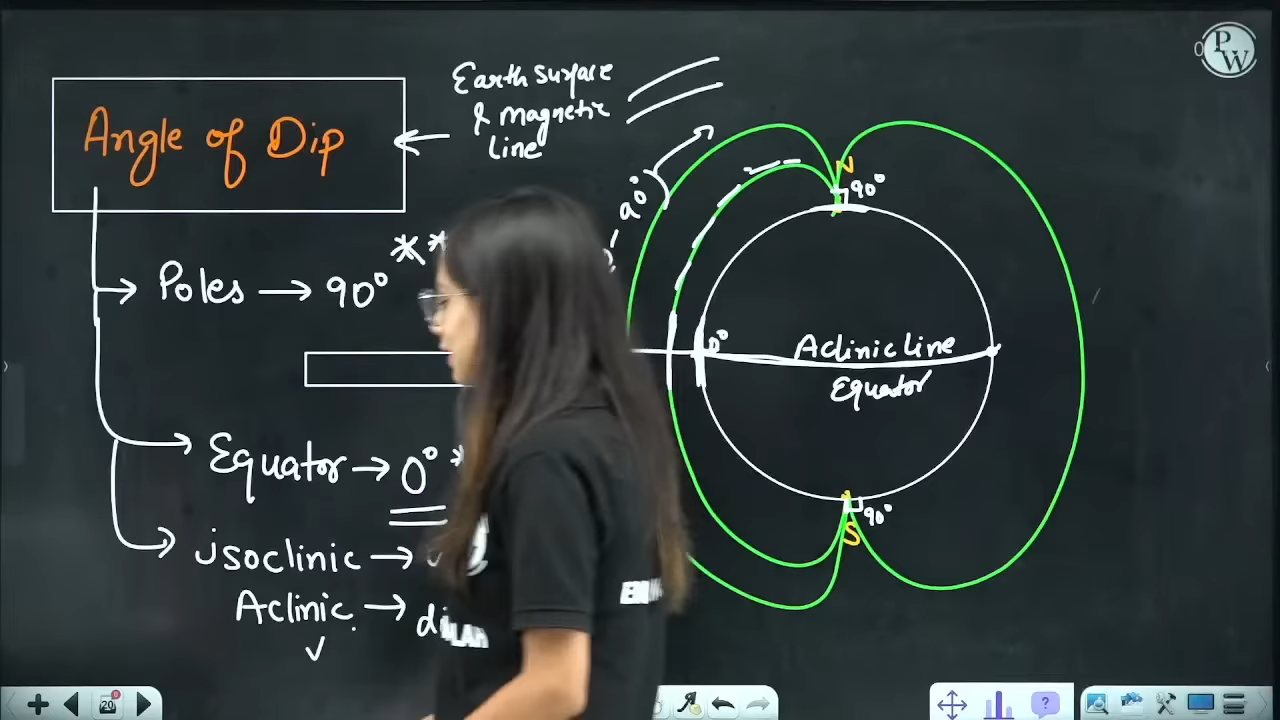 PW
Earth surface
& magnetic
line
Angle of Dip
N
90°
90°
**
Poles → 90°
0°
Aclinic Line
Equator
Equator → 0° *
90°
S
isoclinic →
Aclinic →
20